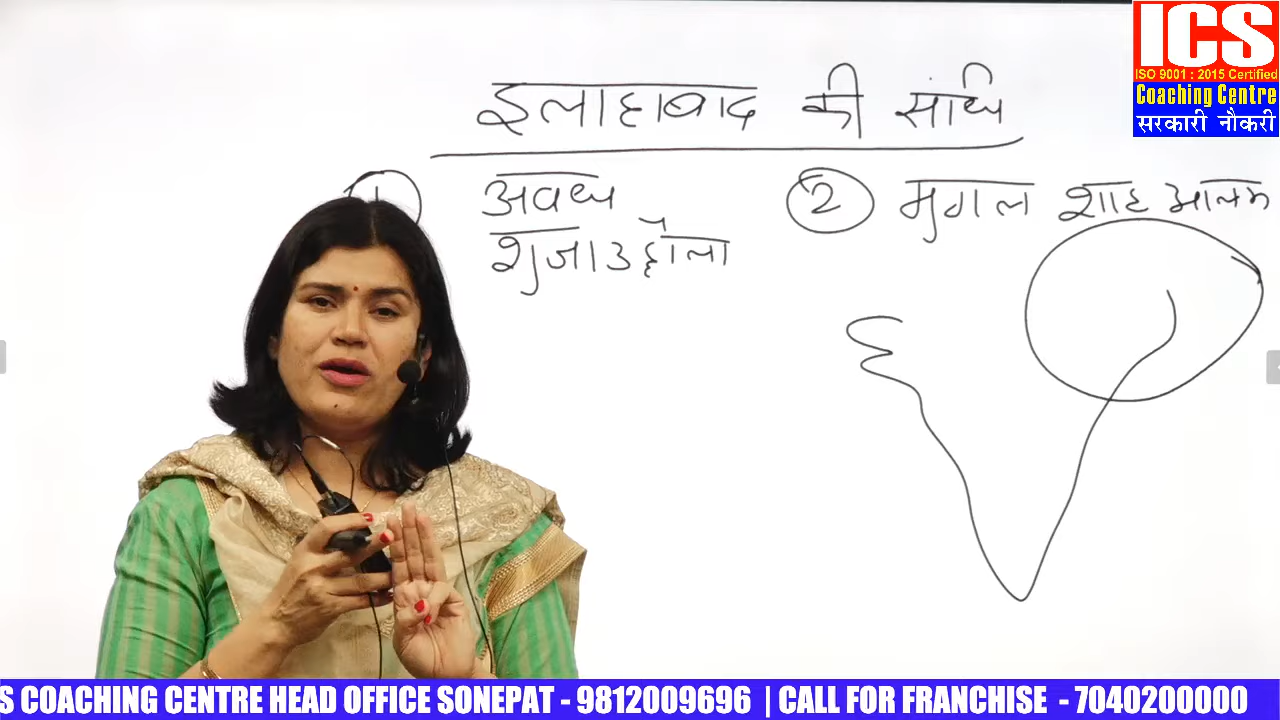 ICS
ISO 9001 : 2015 Certified
Coaching Centre
सरकारी नौकरी
इलाहाबाद की संधि
1 अवध
शुजाउद्दौला
2 मुगल शाह आलम
S COACHING CENTRE HEAD OFFICE SONEPAT - 9812009696 | CALL FOR FRANCHISE - 7040200000